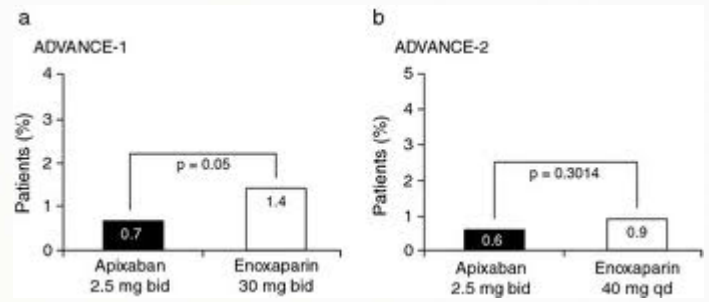 a
ADVANCE-1
Patients (%)
4
3
2
1
0
p = 0.05
0.7
1.4
Apixaban
2.5 mg bid
Enoxaparin
30 mg bid
b
ADVANCE-2
Patients (%)
5
4
3
2
1
0
p = 0.3014
0.6
0.9
Apixaban
2.5 mg bid
Enoxaparin
40 mg qd